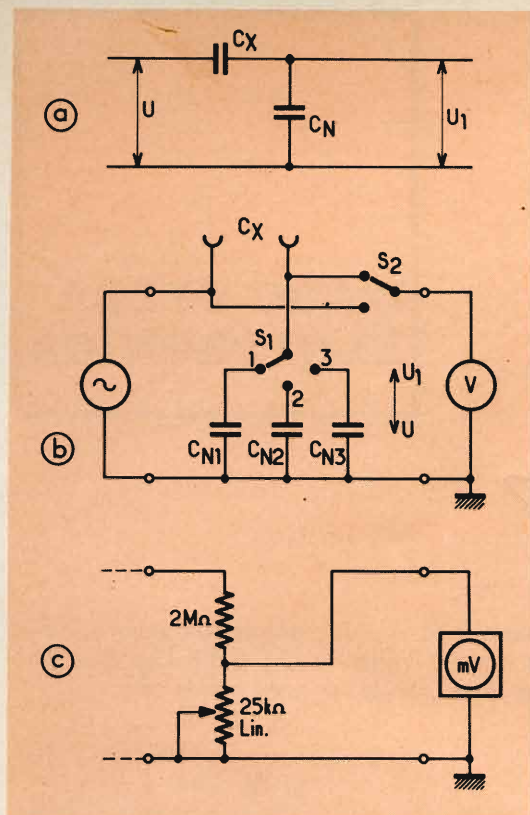 a
CX
U
CN
U1
b
CX
S2
S1
1
2
3
U1
U
V
CN1
CN2
CN3
c
2MΩ
25kΩ
Lin.
mV